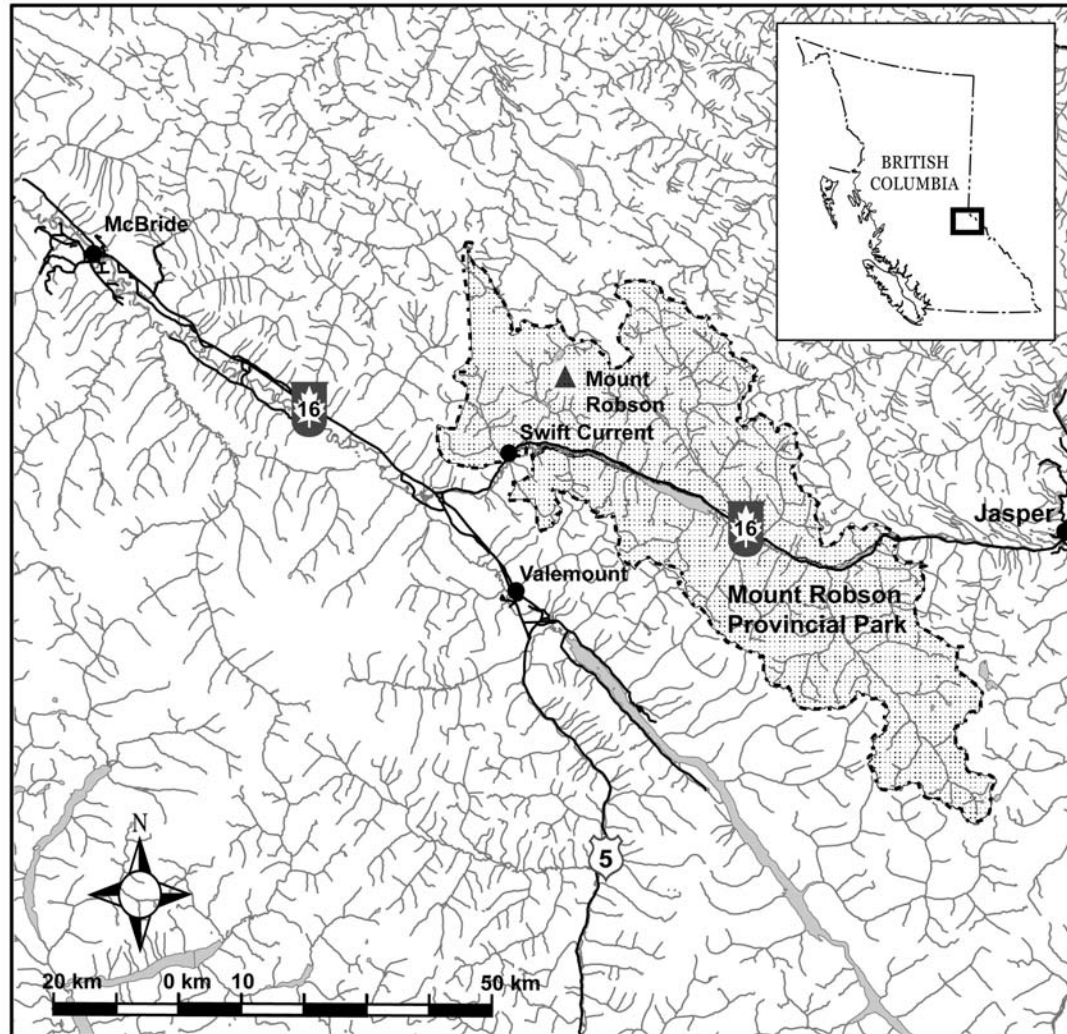 BRITISH
COLUMBIA
McBride
16
Mount
Robson
Swift Current
16
Jasper
Valemount
Mount Robson
Provincial Park
N
5
20 km 0 km 10 50 km